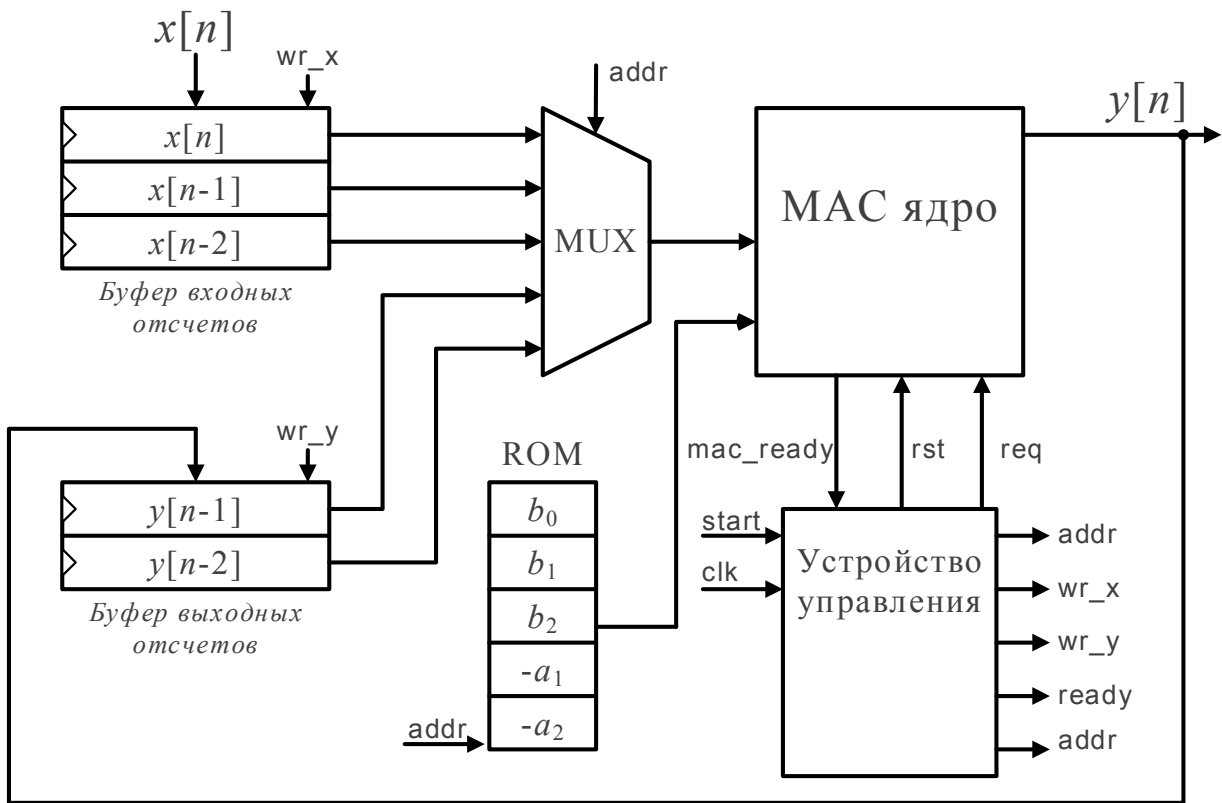 x[n]
wr_x
x[n]
x[n-1]
x[n-2]
Буфер входных
отсчетов
addr
MUX
МАС ядро
y[n]
wr_y
y[n-1]
y[n-2]
Буфер выходных
отсчетов
ROM
b0
b1
b2
-a1
-a2
addr
mac_ready
rst
req
start
clk
Устройство
управления
addr
wr_x
wr_y
ready
addr